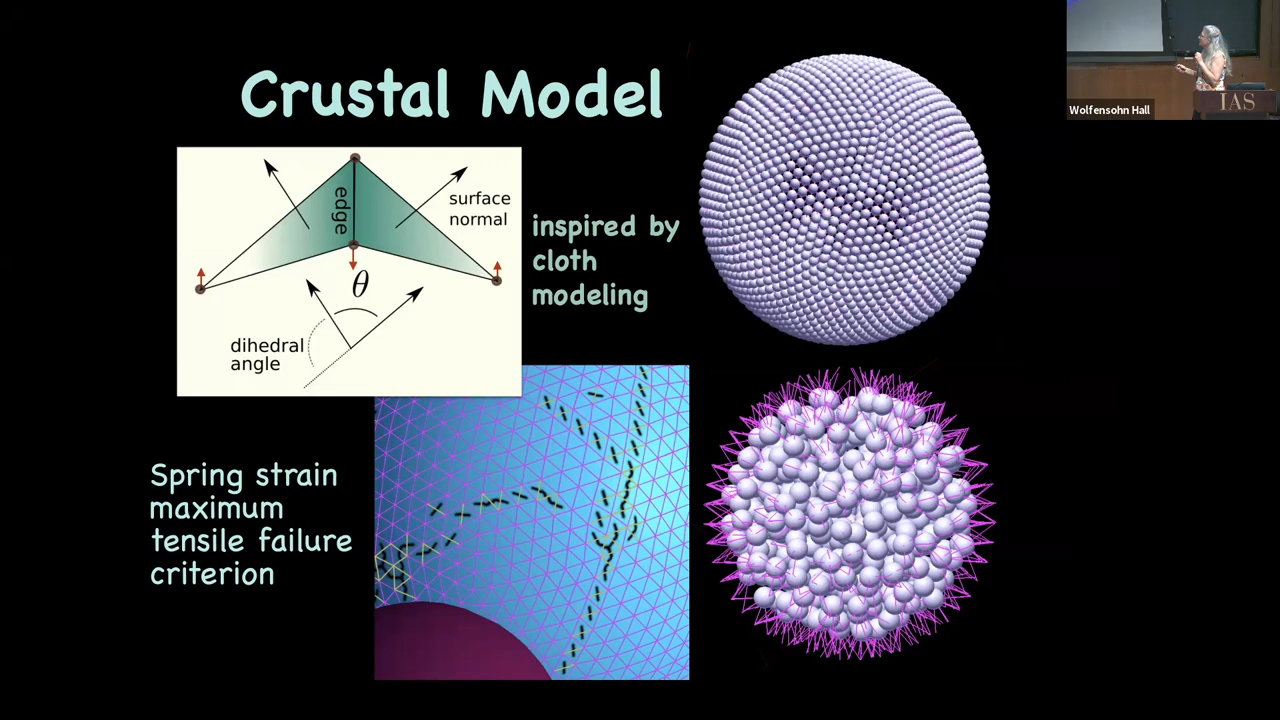 Crustal Model
edge
surface
normal
θ
dihedral
angle
inspired by
cloth
modeling
Spring strain
maximum
tensile failure
criterion
Wolfensohn Hall
IAS